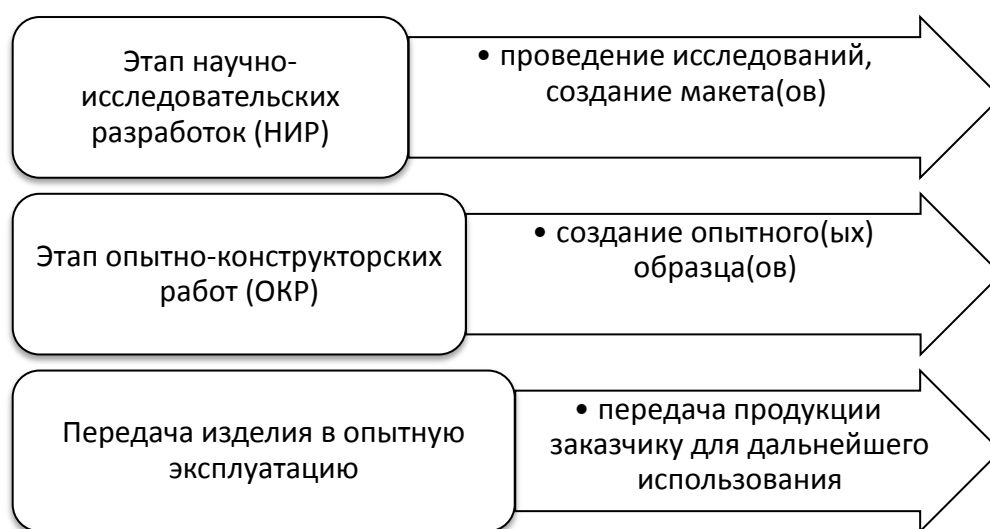 Этап научно-
исследовательских
разработок (НИР)
• проведение исследований,
создание макета(ов)
Этап опытно-конструкторских
работ (ОКР)
• создание опытного(ых)
образца(ов)
Передача изделия в опытную
эксплуатацию
• передача продукции
заказчику для дальнейшего
использования